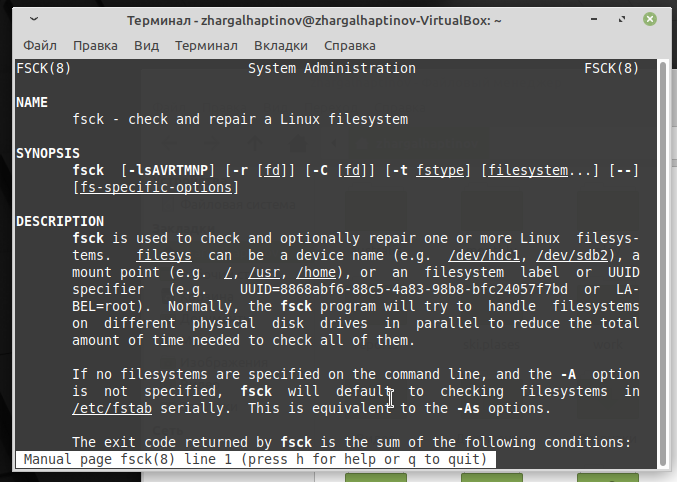 Терминал - zhargalhaptinov@zhargalhaptinov-VirtualBox: ~
Файл Правка Вид Терминал Вкладки Справка
FSCK(8) System Administration FSCK(8)
NAME
fsck - check and repair a Linux filesystem
SYNOPSIS
fsck [-lsAVRTMNP] [-r [fd]] [-C [fd]] [-t fstype] [filesystem...] [--]
[fs-specific-options]
DESCRIPTION
fsck is used to check and optionally repair one or more Linux filesys-
tems. filesys can be a device name (e.g. /dev/hdc1, /dev/sdb2), a
mount point (e.g. /, /usr, /home), or an filesystem label or UUID
specifier (e.g. UUID=8868abf6-88c5-4a83-98b8-bfc24057f7bd or LA-
BEL=root). Normally, the fsck program will try to handle filesystems
on different physical disk drives in parallel to reduce the total
amount of time needed to check all of them.
If no filesystems are specified on the command line, and the -A option
is not specified, fsck will default to checking filesystems in
/etc/fstab serially. This is equivalent to the -As options.
The exit code returned by fsck is the sum of the following conditions:
Manual page fsck(8) line 1 (press h for help or q to quit)